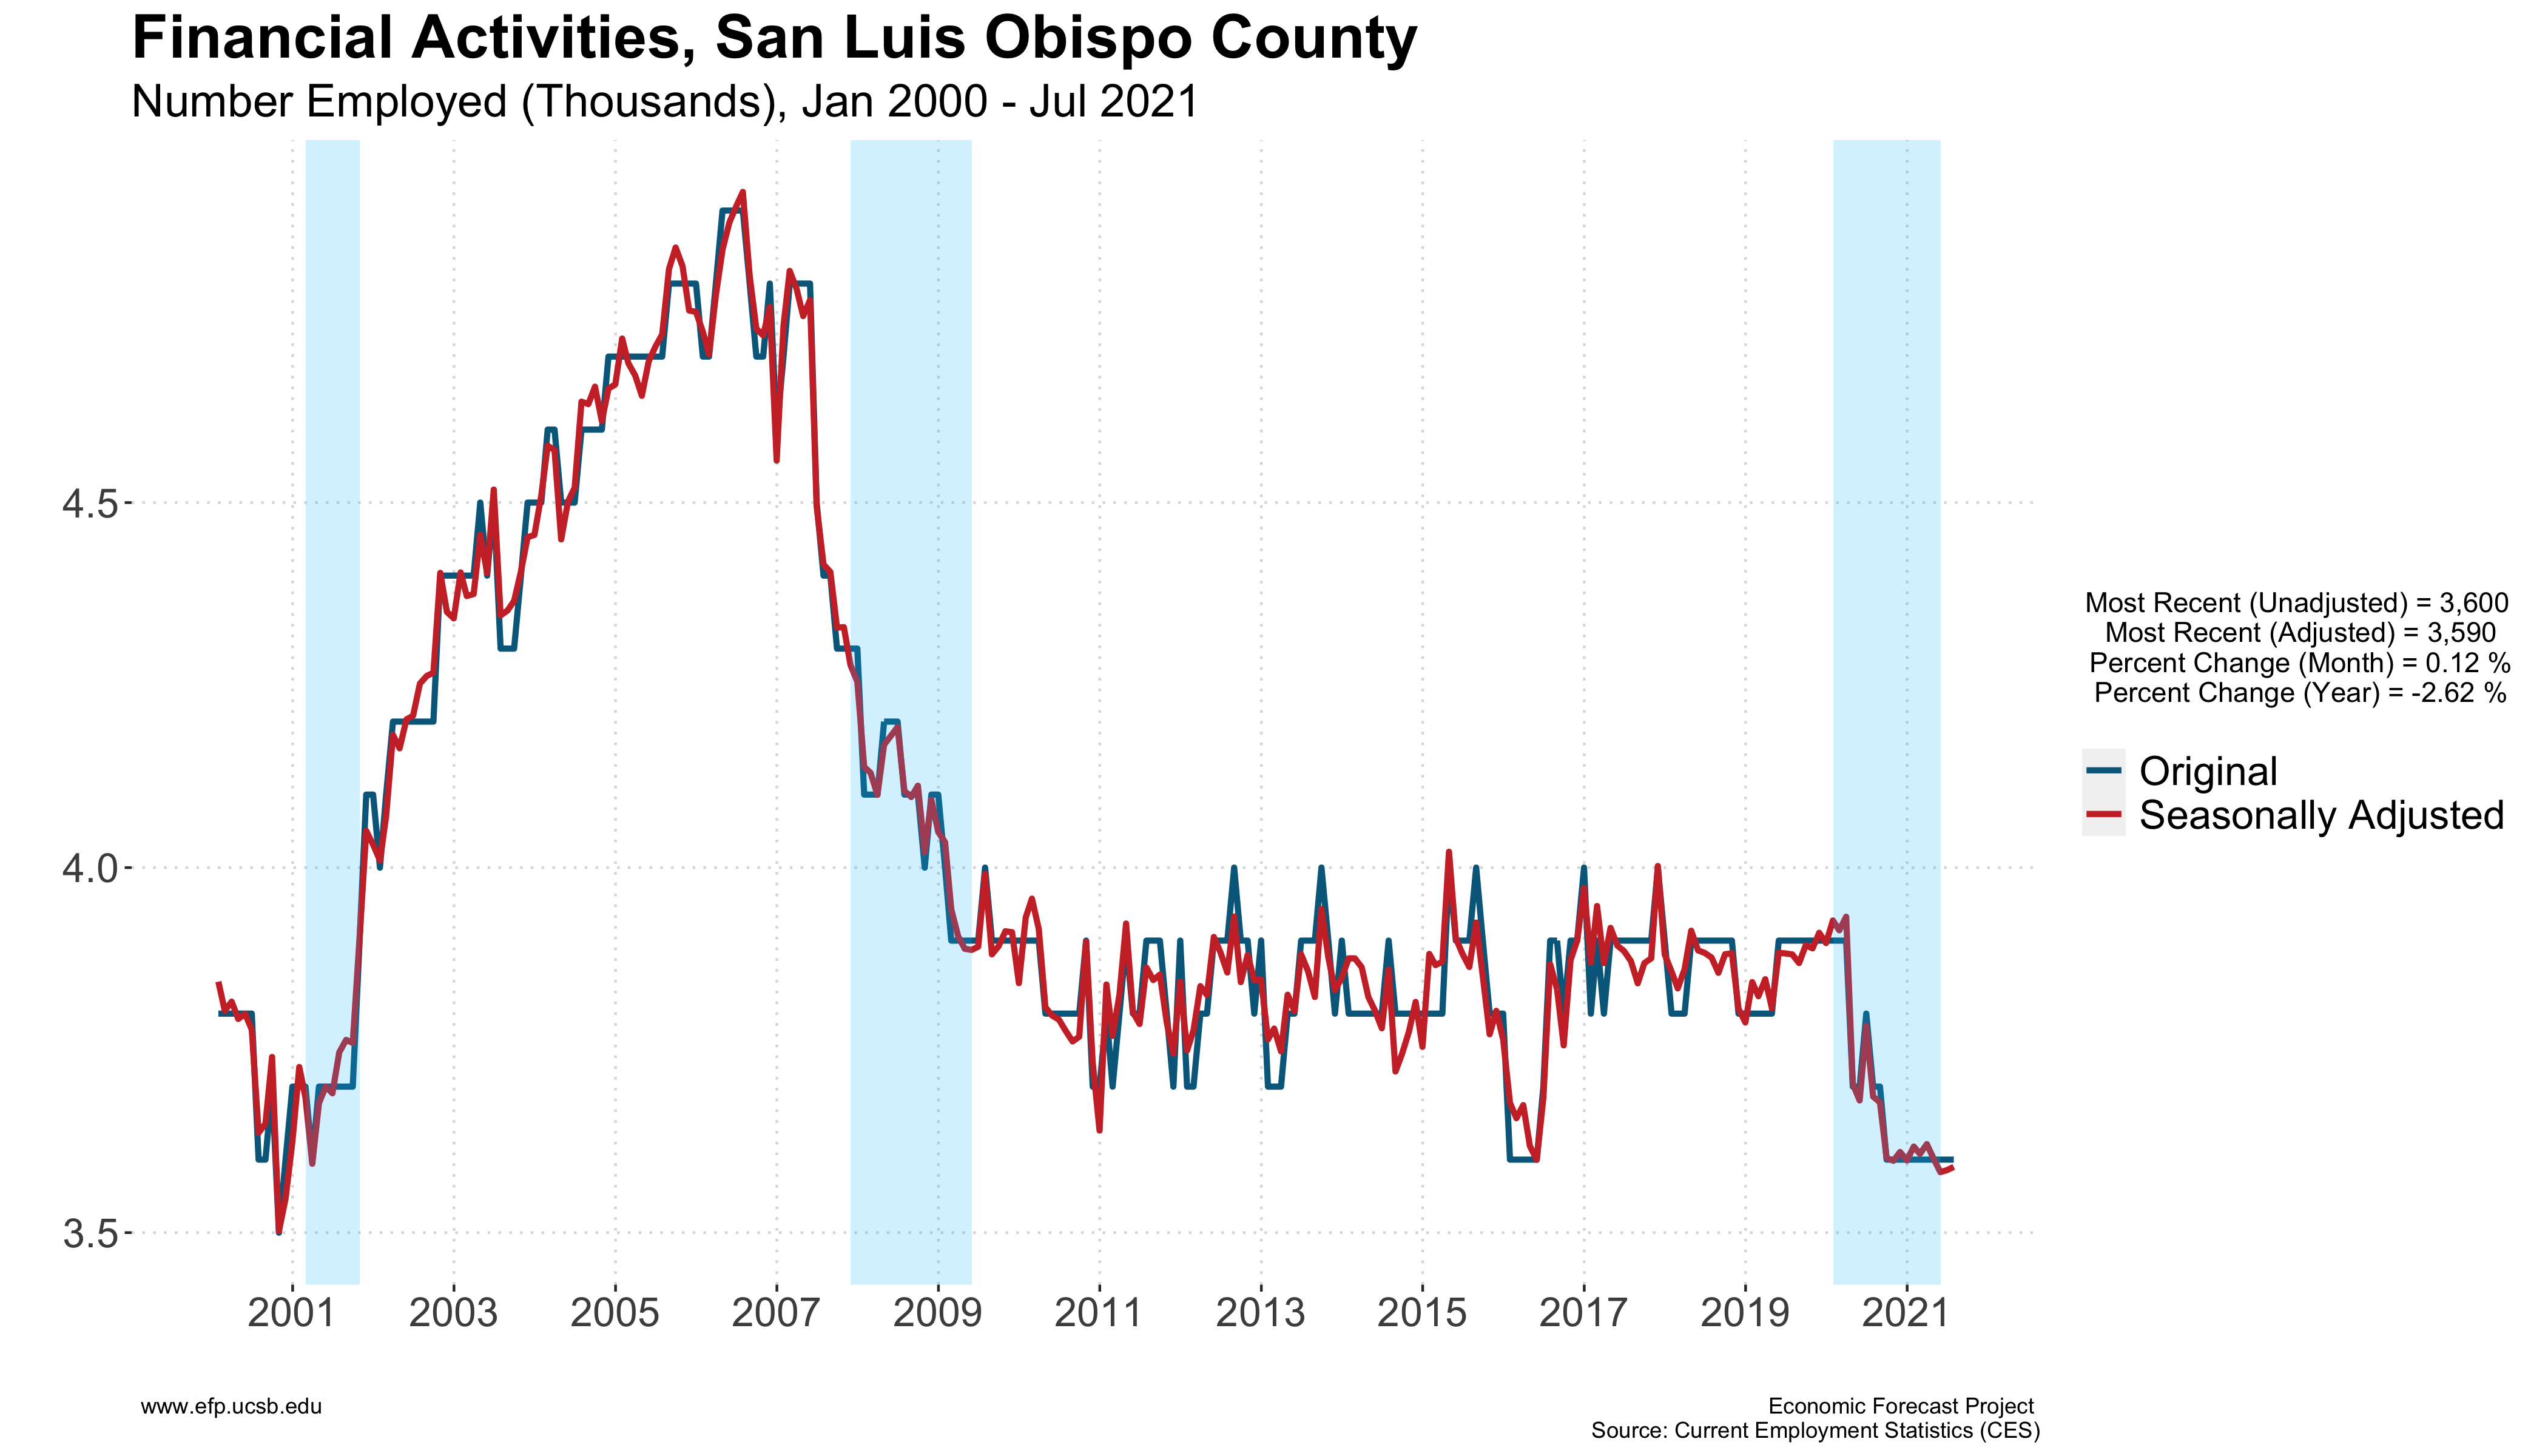 Financial Activities, San Luis Obispo County
Number Employed (Thousands), Jan 2000 - Jul 2021
4.5
4.0
3.5
2001 2003 2005 2007 2009 2011 2013 2015 2017 2019 2021
Most Recent (Unadjusted) = 3,600
Most Recent (Adjusted) = 3,590
Percent Change (Month) = 0.12 %
Percent Change (Year) = -2.62 %
Original
Seasonally Adjusted
www.efp.ucsb.edu
Economic Forecast Project
Source: Current Employment Statistics (CES)